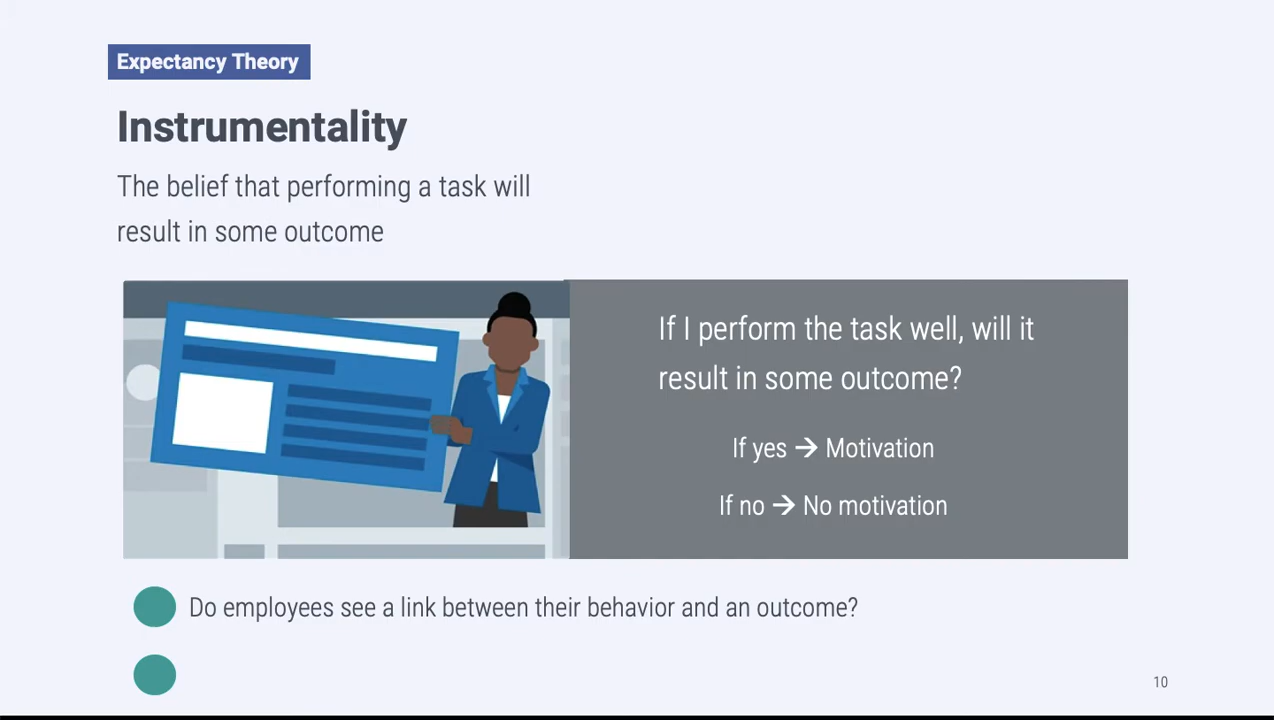 Expectancy Theory
Instrumentality
The belief that performing a task will
result in some outcome
If I perform the task well, will it
result in some outcome?
If yes → Motivation
If no → No motivation
Do employees see a link between their behavior and an outcome?
10